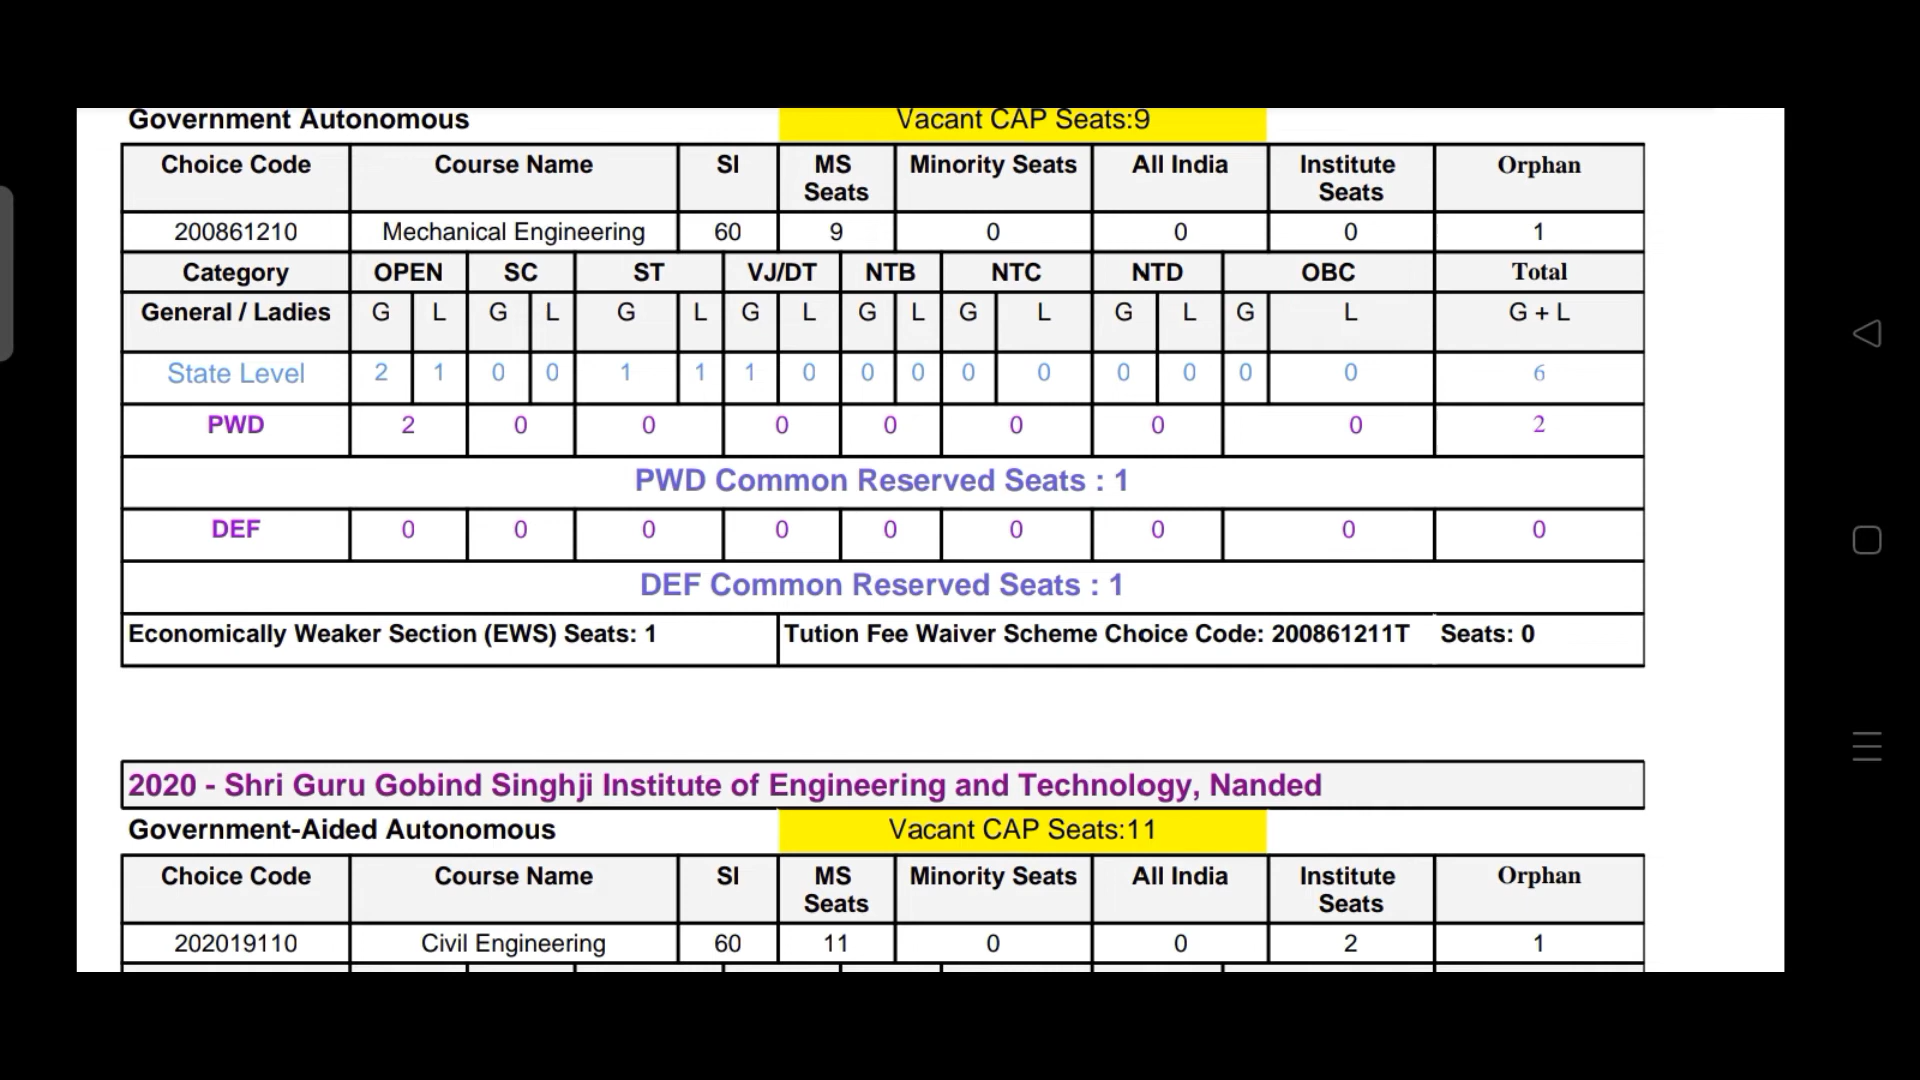 Government Autonomous Vacant CAP Seats:9
Choice Code Course Name SI MS Seats Minority Seats All India Institute Seats Orphan
200861210 Mechanical Engineering 60 9 0 0 0 1
Category OPEN SC ST VJ/DT NTB NTC NTD OBC Total
General / Ladies G L G L G L G L G L G L G L G L G + L
State Level 2 1 0 0 1 1 1 0 0 0 0 0 0 0 0 0 6
PWD 2 0 0 0 0 0 0 0 2
PWD Common Reserved Seats : 1
DEF 0 0 0 0 0 0 0 0 0
DEF Common Reserved Seats : 1
Economically Weaker Section (EWS) Seats: 1 Tution Fee Waiver Scheme Choice Code: 200861211T Seats: 0
2020 - Shri Guru Gobind Singhji Institute of Engineering and Technology, Nanded
Government-Aided Autonomous Vacant CAP Seats:11
Choice Code Course Name SI MS Seats Minority Seats All India Institute Seats Orphan
202019110 Civil Engineering 60 11 0 0 2 1